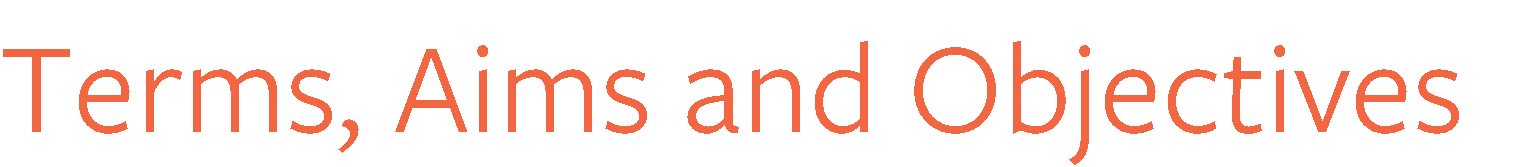 Terms, Aims and Objectives